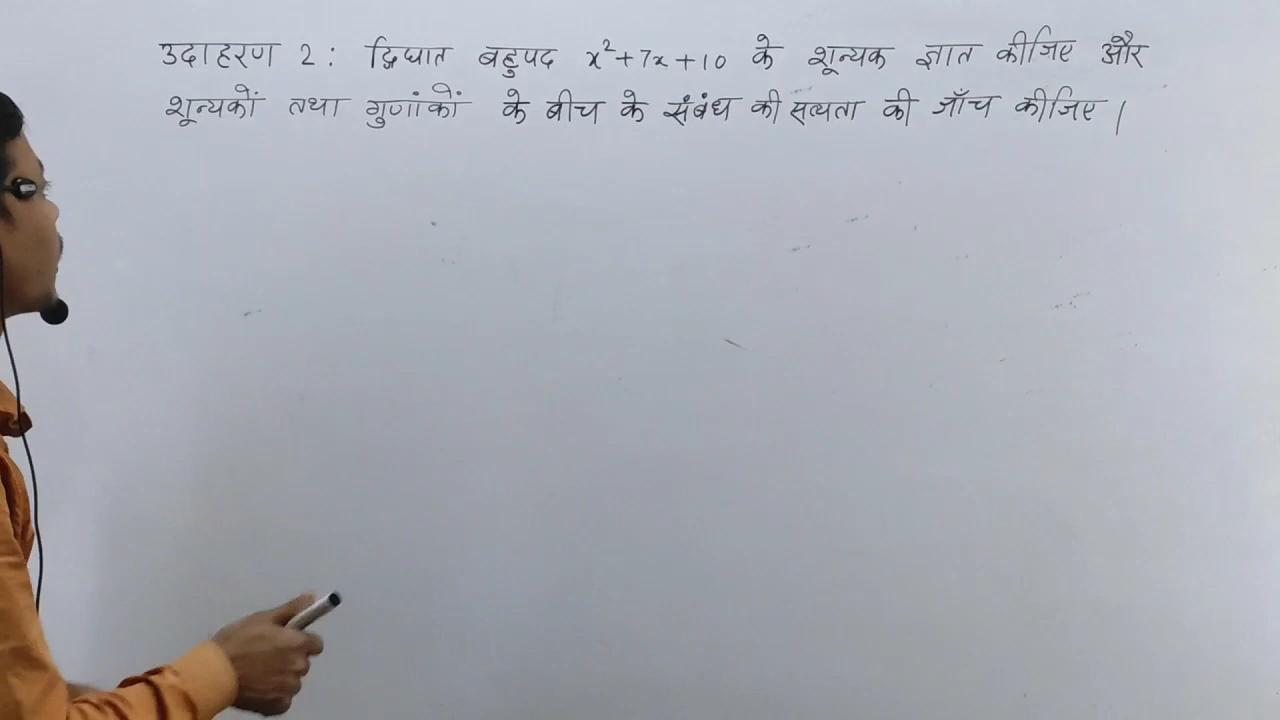 उदाहरण 2 : द्विघात बहुपद x²+7x+10 के शून्यक ज्ञात कीजिए और
शून्यकों तथा गुणांकों के बीच के संबंध की सत्यता की जाँच कीजिए ।